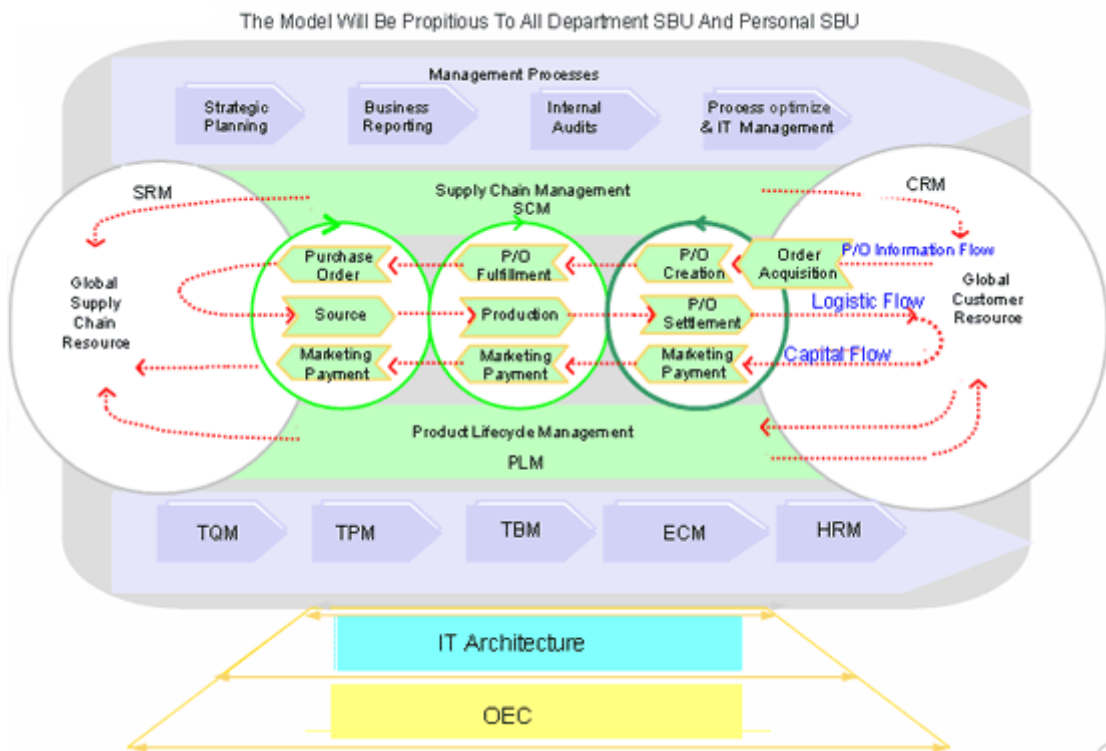 The Model Will Be Propitious To All Department SBU And Personal SBU
Management Processes
Strategic
Planning
Business
Reporting
Internal
Audits
Process optimize
& IT Management
SRM
Supply Chain Management
SCM
CRM
Purchase
Order
P/O
Fulfillment
P/O
Creation
Order
Acquisition
P/O Information Flow
Global
Supply
Chain
Resource
Source
Production
P/O
Settlement
Logistic Flow
Global
Customer
Resource
Marketing
Payment
Marketing
Payment
Marketing
Payment
Capital Flow
Product Lifecycle Management
PLM
TQM
TPM
TBM
ECM
HRM
IT Architecture
OEC